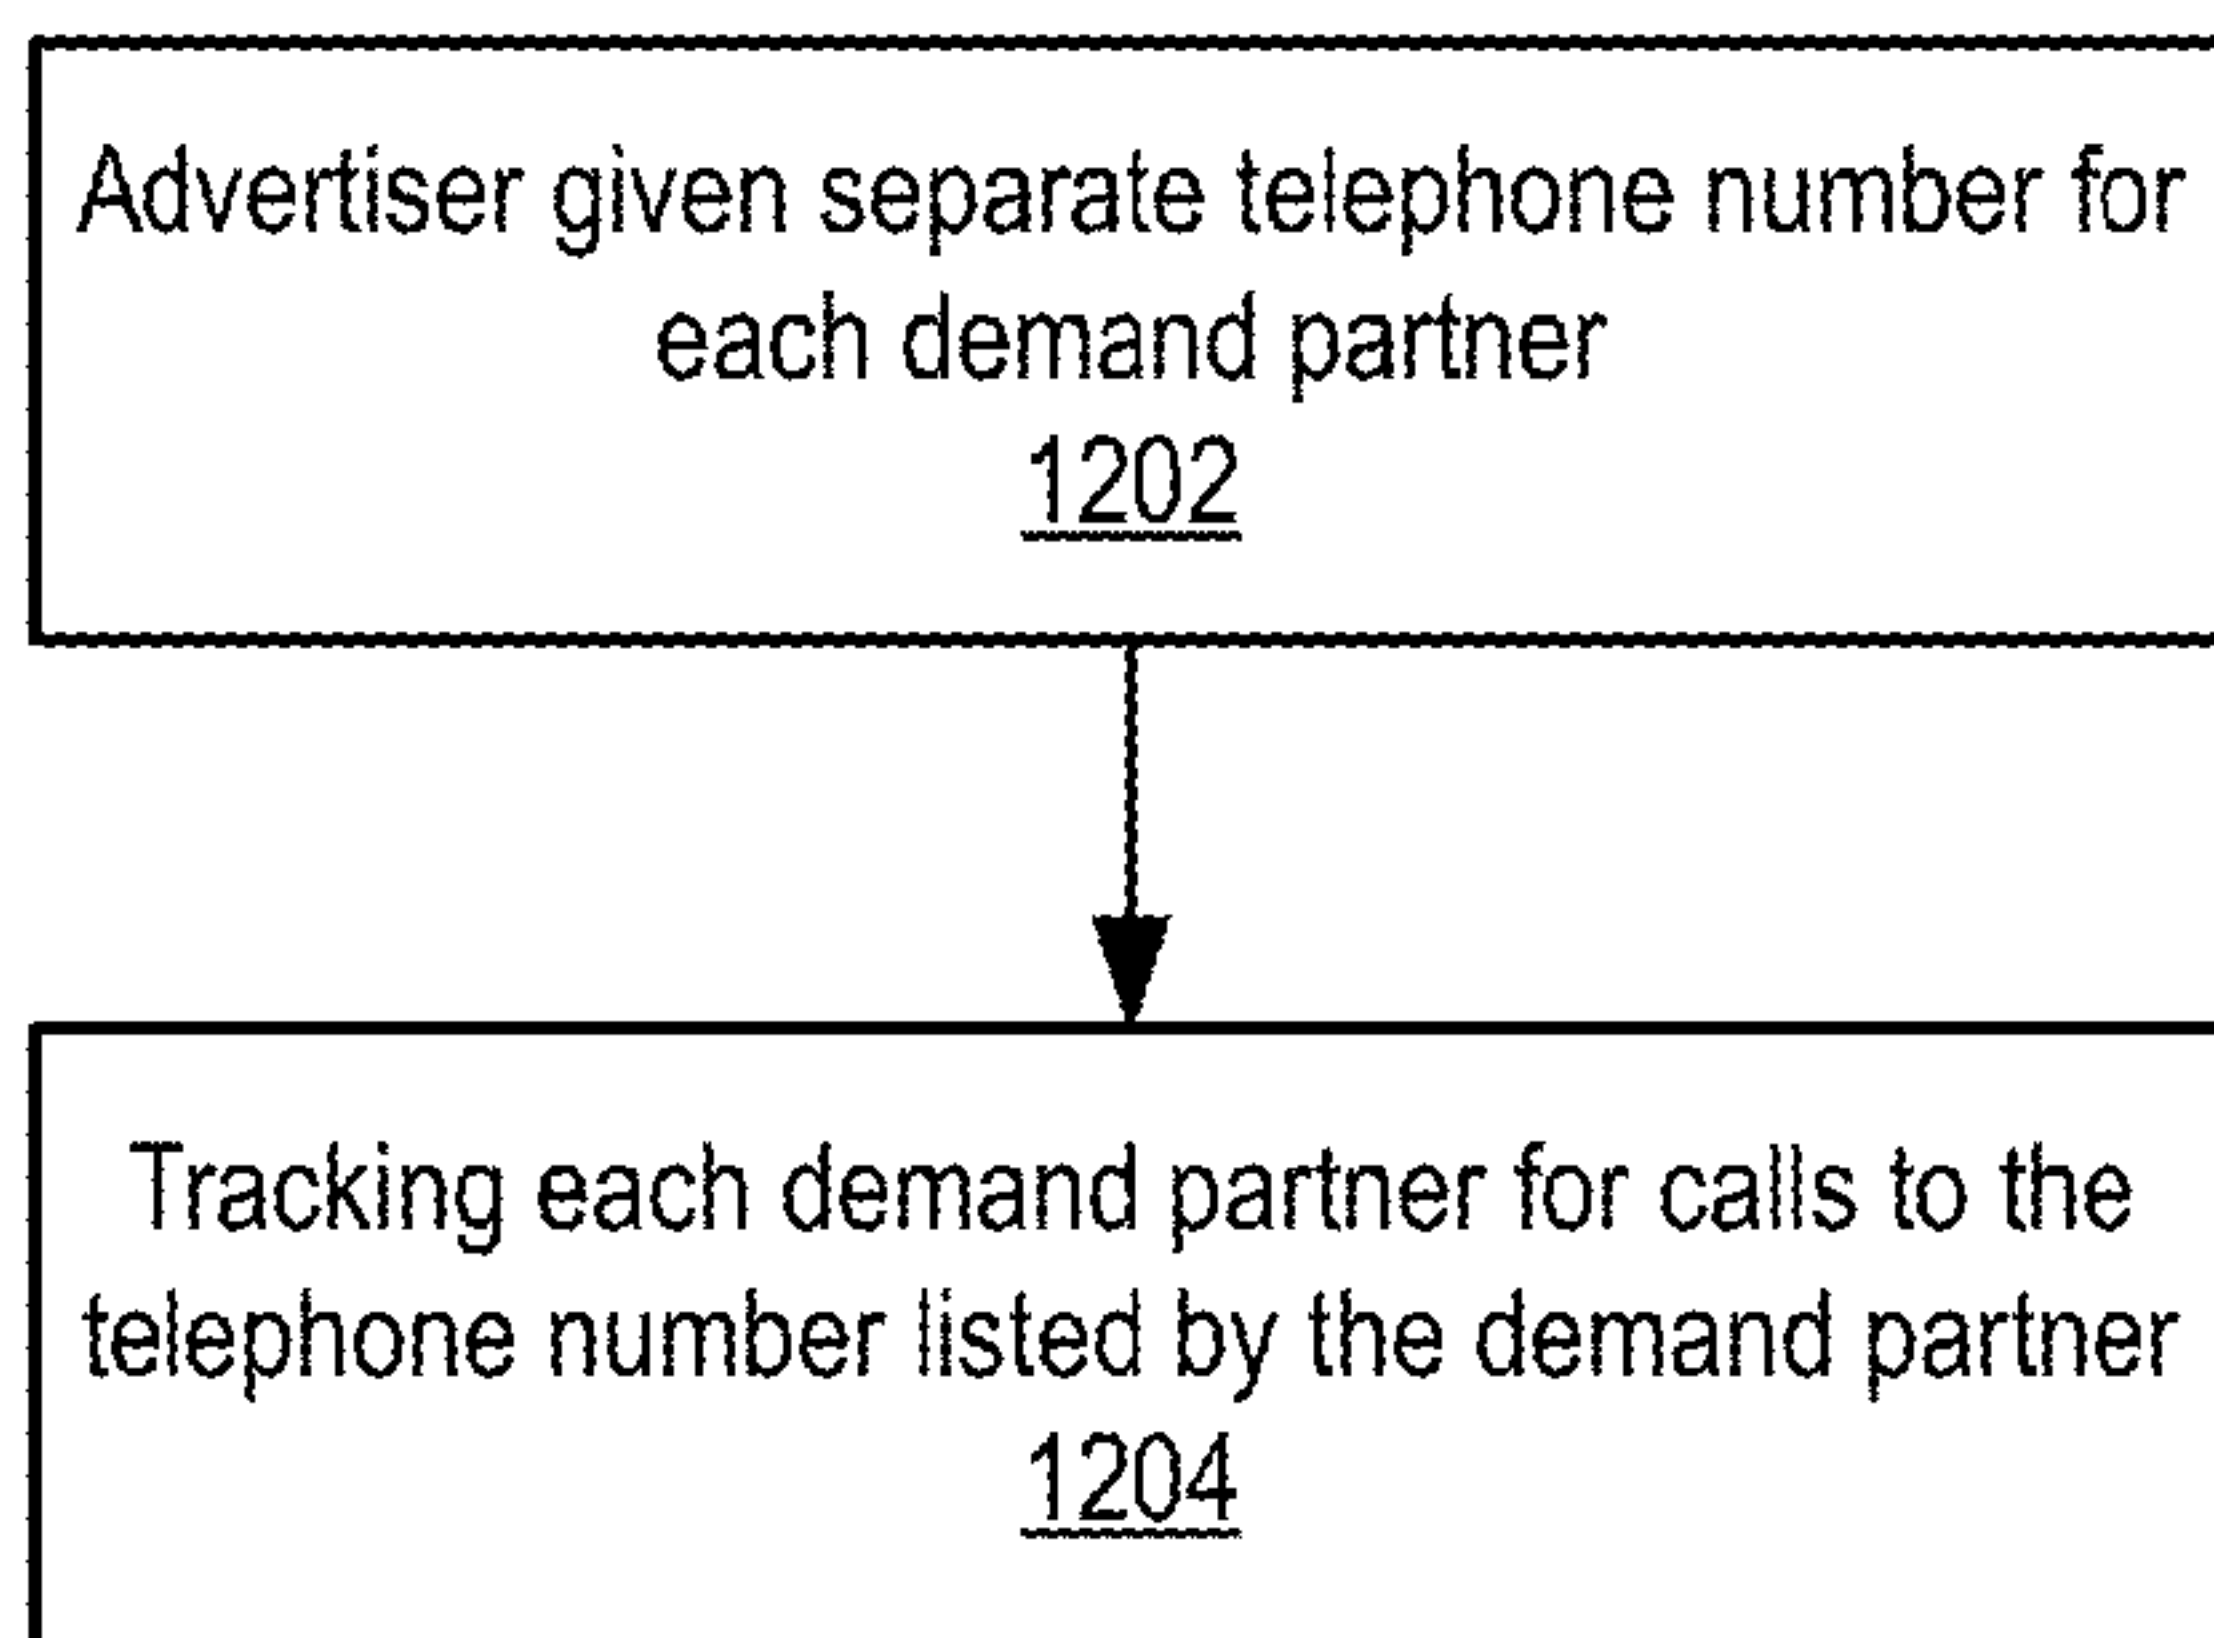 Advertiser given separate telephone number for
each demand partner
1202
Tracking each demand partner for calls to the
telephone number listed by the demand partner
1204